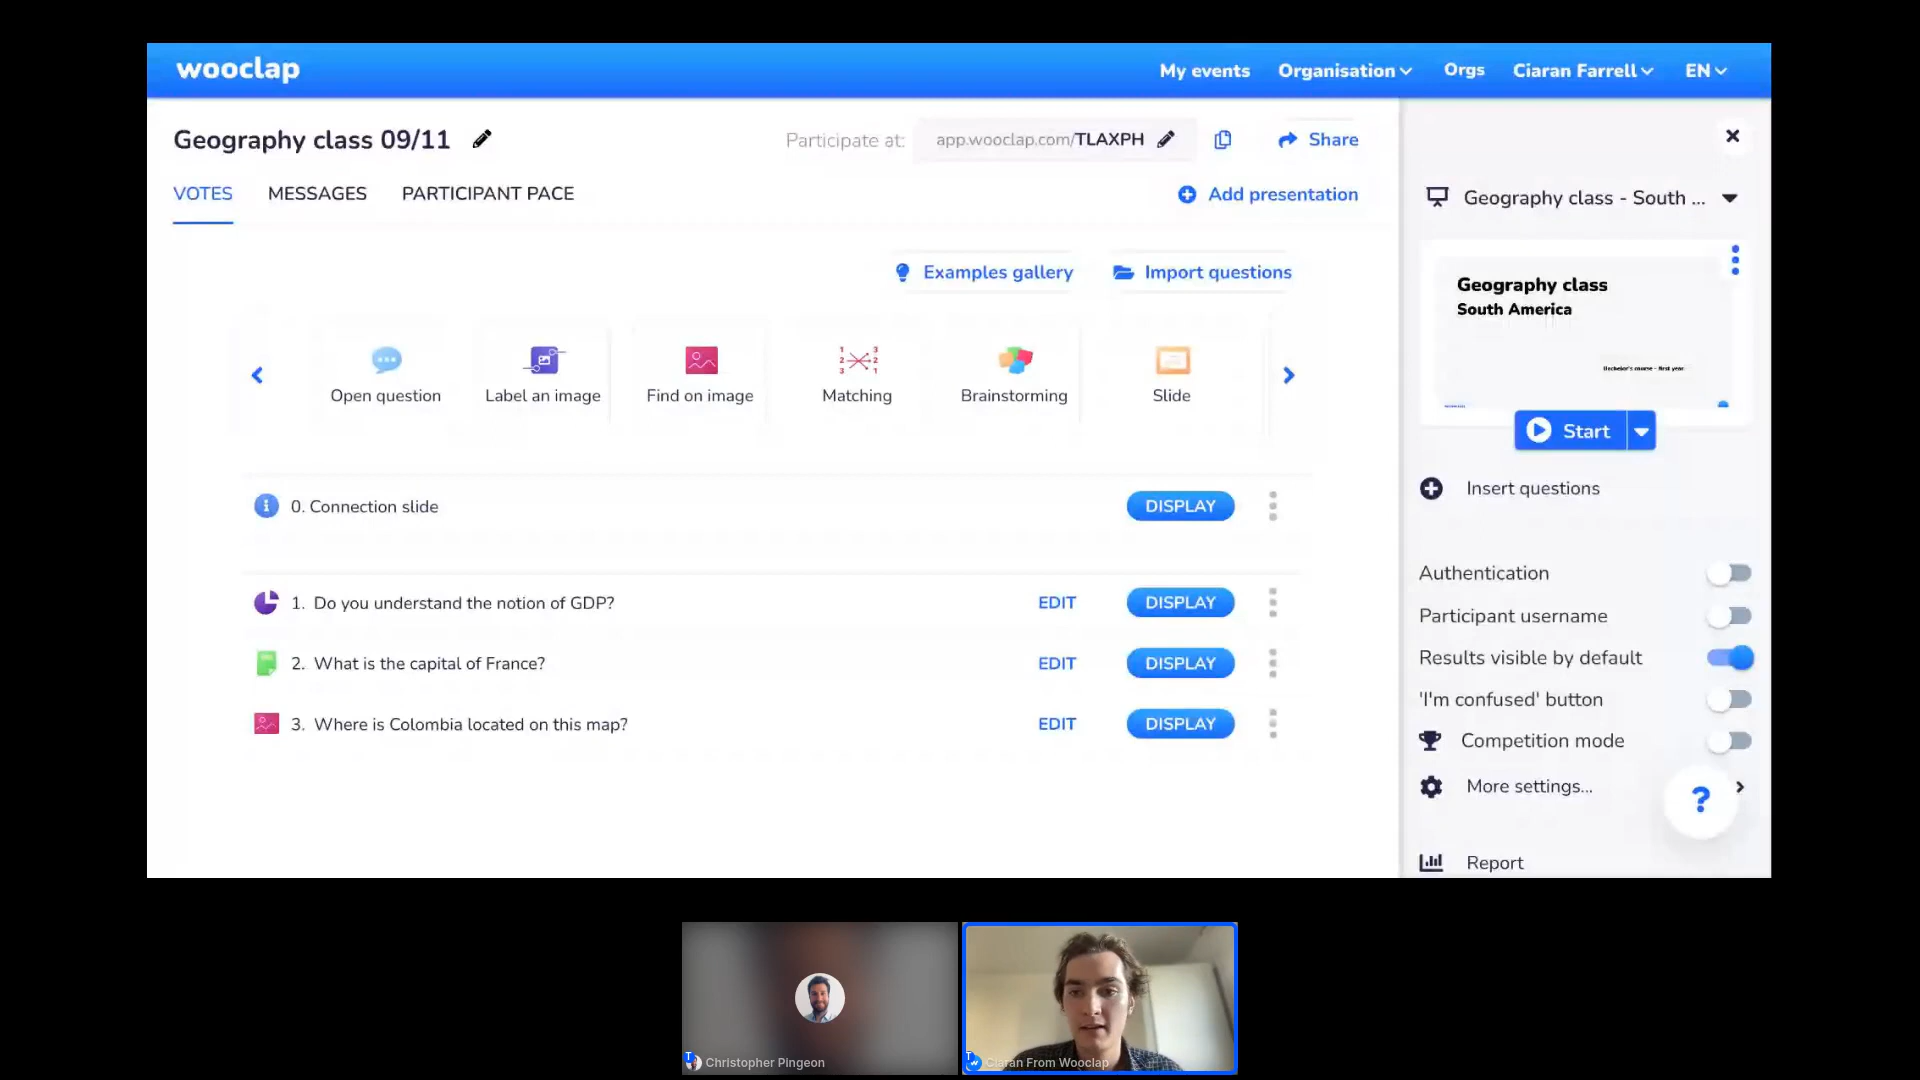 wooclap
My events Organisation Orgs Ciaran Farrell EN
Geography class 09/11
Participate at: app.wooclap.com/TLAXPH Share
VOTES MESSAGES PARTICIPANT PACE
Add presentation
Examples gallery Import questions
Open question Label an image Find on image Matching Brainstorming Slide
0. Connection slide DISPLAY
1. Do you understand the notion of GDP? EDIT DISPLAY
2. What is the capital of France? EDIT DISPLAY
3. Where is Colombia located on this map? EDIT DISPLAY
Geography class - South ...
Geography class
South America
Bachelor's course - first year
Start
Insert questions
Authentication
Participant username
Results visible by default
'I'm confused' button
Competition mode
More settings...
?
Report
Christopher Pingeon
Ciaran From Wooclap